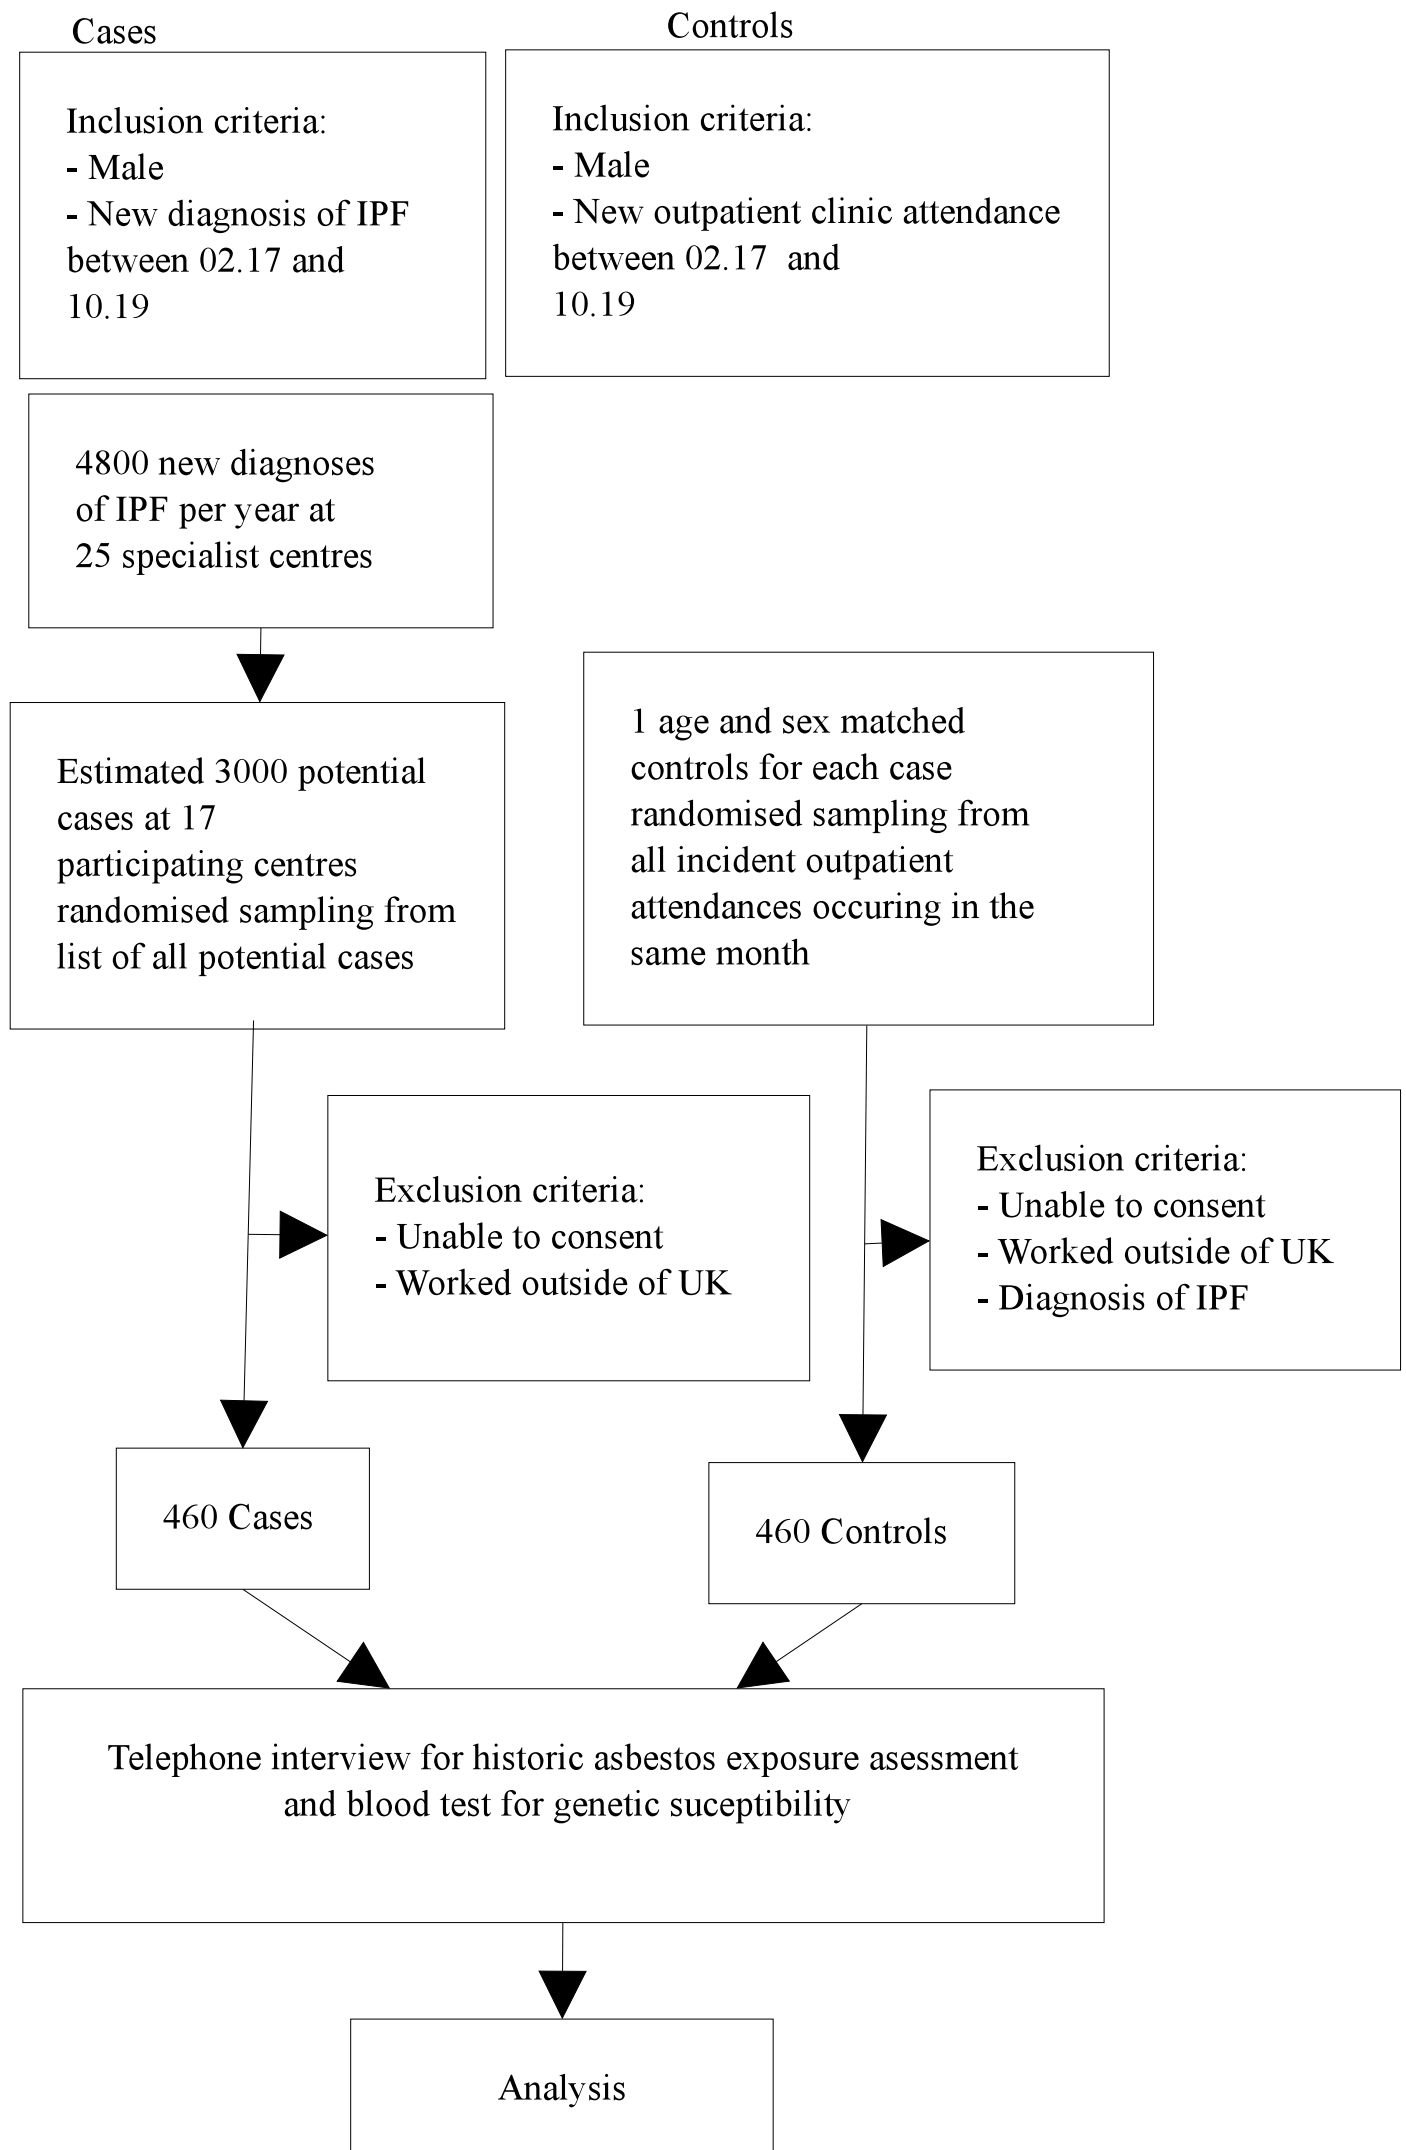 Cases
Inclusion criteria:
- Male
- New diagnosis of IPF
between 02.17 and
10.19
Controls
Inclusion criteria:
- Male
- New outpatient clinic attendance
between 02.17  and
10.19
4800 new diagnoses
of IPF per year at
25 specialist centres
Estimated 3000 potential
cases at 17
participating centres
randomised sampling from
list of all potential cases
1 age and sex matched
controls for each case
randomised sampling from
all incident outpatient
attendances occuring in the
same month
Exclusion criteria:
- Unable to consent
- Worked outside of UK
Exclusion criteria:
- Unable to consent
- Worked outside of UK
- Diagnosis of IPF
460 Cases
460 Controls
Telephone interview for historic asbestos exposure asessment
and blood test for genetic suceptibility
Analysis